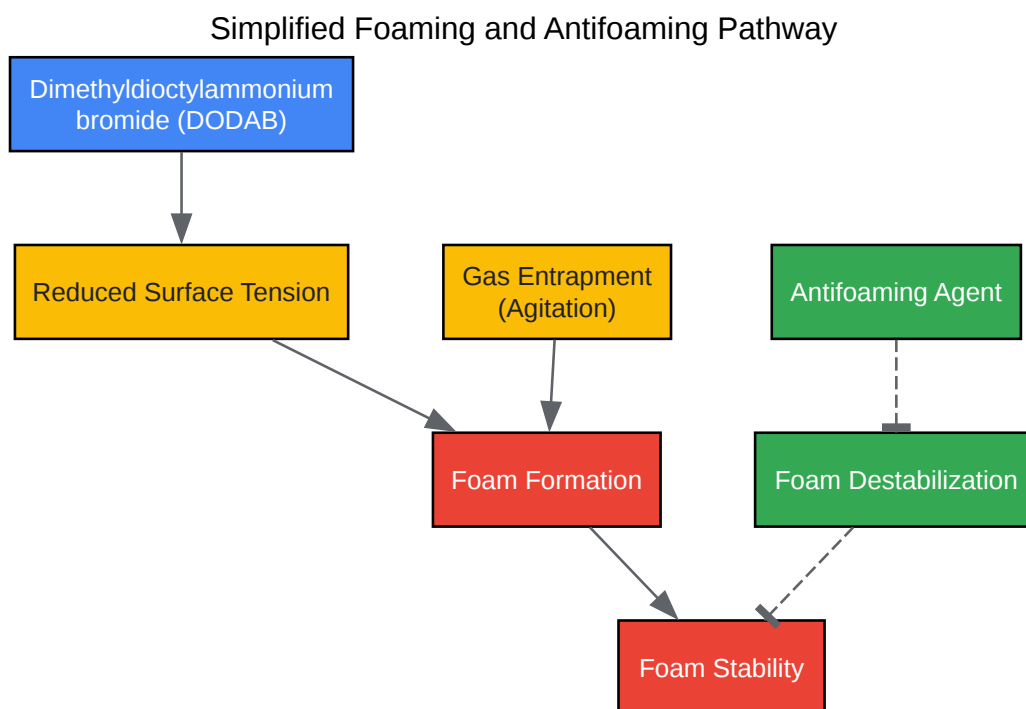 Simplified Foaming and Antifoaming Pathway
Dimethyldioctylammonium
bromide (DODAB)
Reduced Surface Tension
Gas Entrapment
(Agitation)
Antifoaming Agent
Foam Formation
Foam Destabilization
Foam Stability